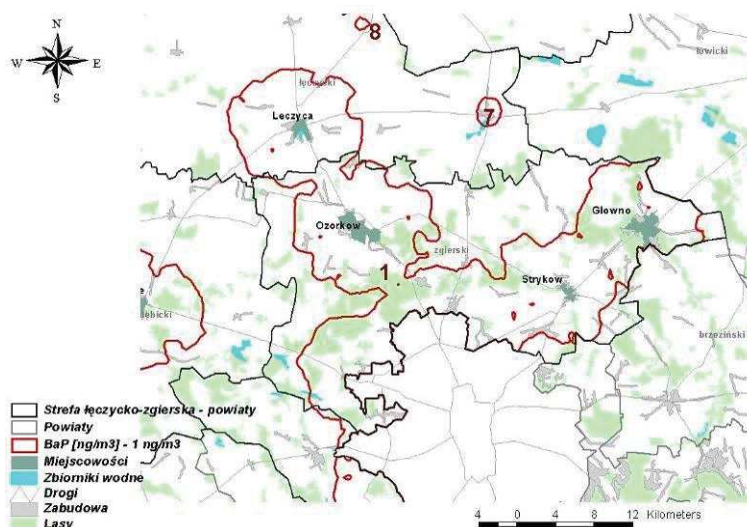 N
W E
S
8
łęczycki
łowicki
Łęczyca
7
Ozorków
Głowno
zgierski
1
Stryków
brzeziński
Strefa łęczycko-zgierska - powiaty
Powiaty
BaP [ng/m3] - 1 ng/m3
Miejscowości
Zbiorniki wodne
Drogi
Zabudowa
Lasy
4 0 4 8 12 Kilometers